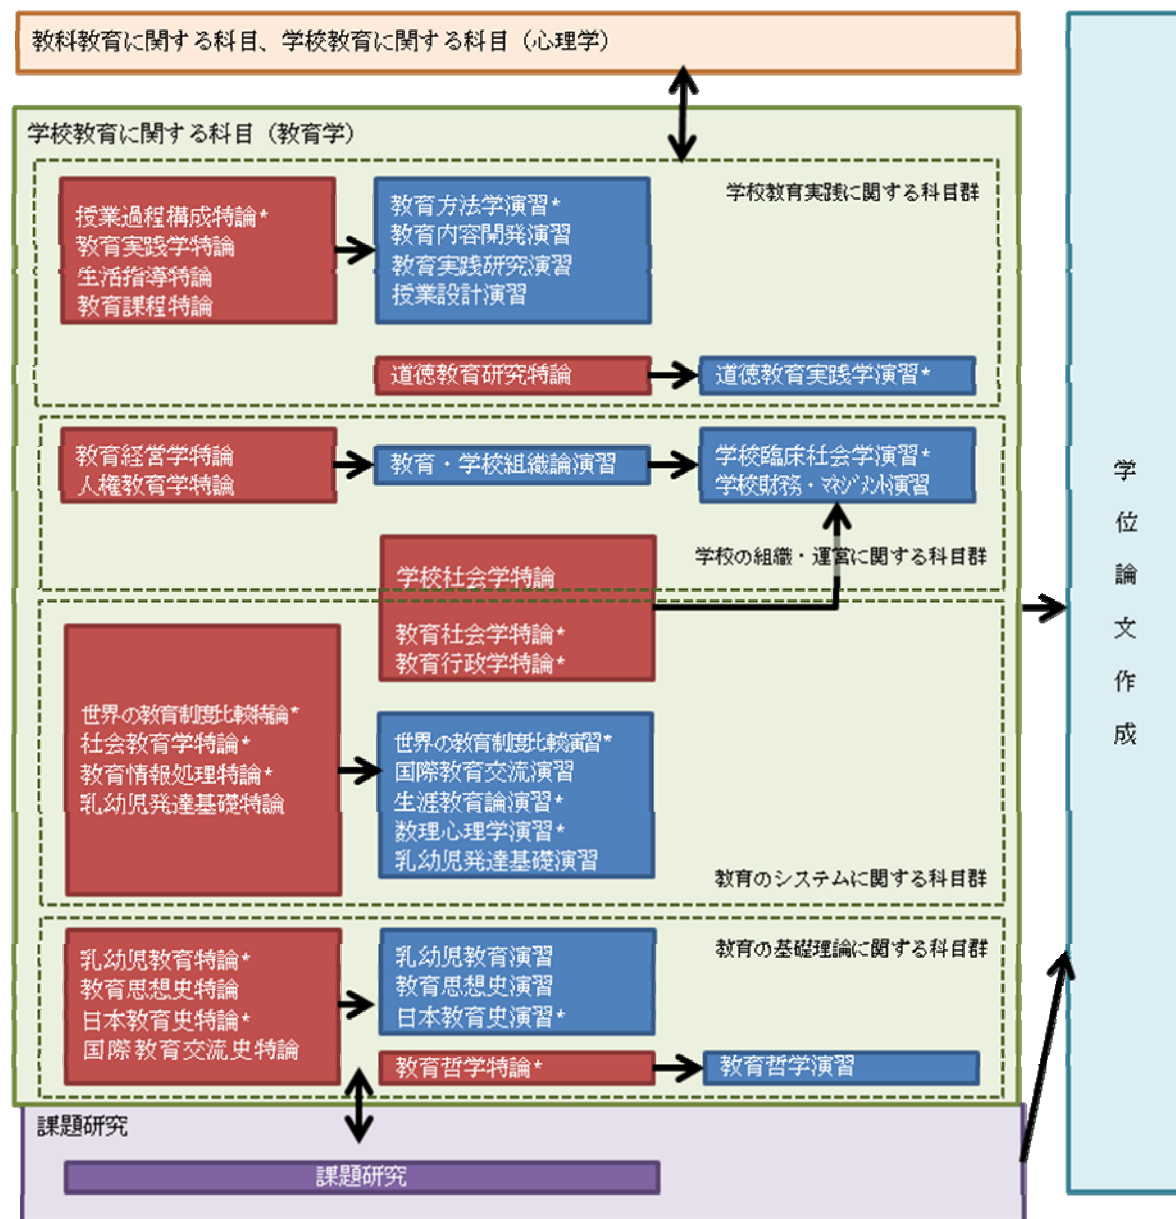 教科教育に関する科目、学校教育に関する科目（心理学）
学校教育に関する科目（教育学）
学校教育実践に関する科目群
授業過程構成特論*
教育実践学特論
生活指導特論
教育課程特論
教育方法学演習*
教育内容開発演習
教育実践研究演習
授業設計演習
道徳教育研究特論
道徳教育実践学演習*
教育経営学特論
人権教育学特論
教育・学校組織論演習
学校臨床社会学演習*
学校財務・マネジメント演習
学校の組織・運営に関する科目群
学校社会学特論
教育社会学特論*
教育行政学特論*
世界の教育制度比較特論*
社会教育学特論*
教育情報処理特論*
乳幼児発達基礎特論
世界の教育制度比較演習*
国際教育交流演習
生涯教育論演習*
数理心理学演習*
乳幼児発達基礎演習
教育のシステムに関する科目群
教育の基礎理論に関する科目群
乳幼児教育特論*
教育思想史特論
日本教育史特論*
国際教育交流史特論
乳幼児教育演習
教育思想史演習
日本教育史演習*
教育哲学特論*
教育哲学演習
課題研究
課題研究
学位論文作成